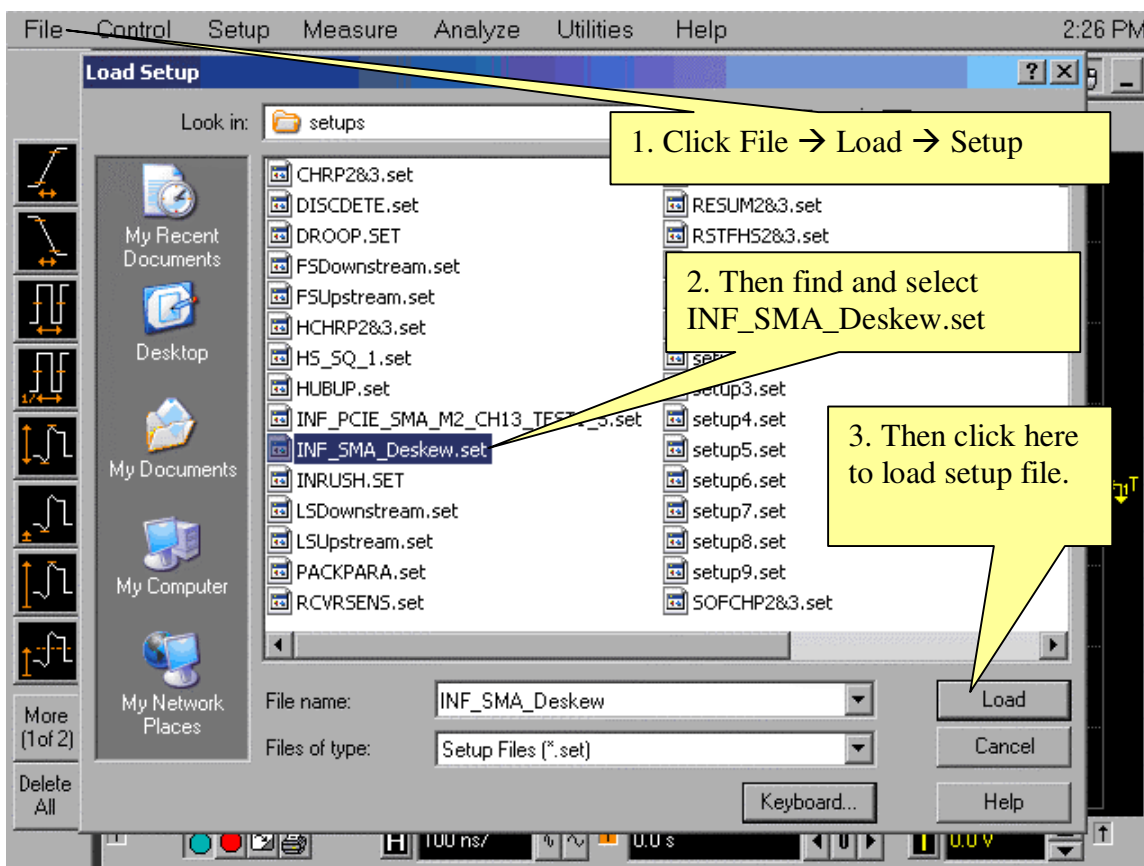 File Control Setup Measure Analyze Utilities Help 2:26 PM
Load Setup
Look in: setups
1. Click File → Load → Setup
My Recent
Documents
Desktop
My Documents
My Computer
My Network
Places
CHRP2&3.set
DISCDETE.set
DROOP.SET
FSDownstream.set
FSUpstream.set
HCHRP2&3.set
HS_SQ_1.set
HUBUP.set
INF_PCIE_SMA_M2_CH13_
INF_SMA_Deskew.set
INRUSH.SET
LSDownstream.set
LSUpstream.set
PACKPARA.set
RCVRSENS.set
RESUM2&3.set
RSTFHS2&3.set
2. Then find and select
INF_SMA_Deskew.set
setup3.set
setup4.set
setup5.set
setup6.set
setup7.set
setup8.set
setup9.set
SOFCHP2&3.set
3. Then click here
to load setup file.
File name: INF_SMA_Deskew Load
Files of type: Setup Files (*.set) Cancel
Keyboard... Help
More
(1of 2)
Delete
All
H 100 ns/ 0.0 s 0 T 0.0 V